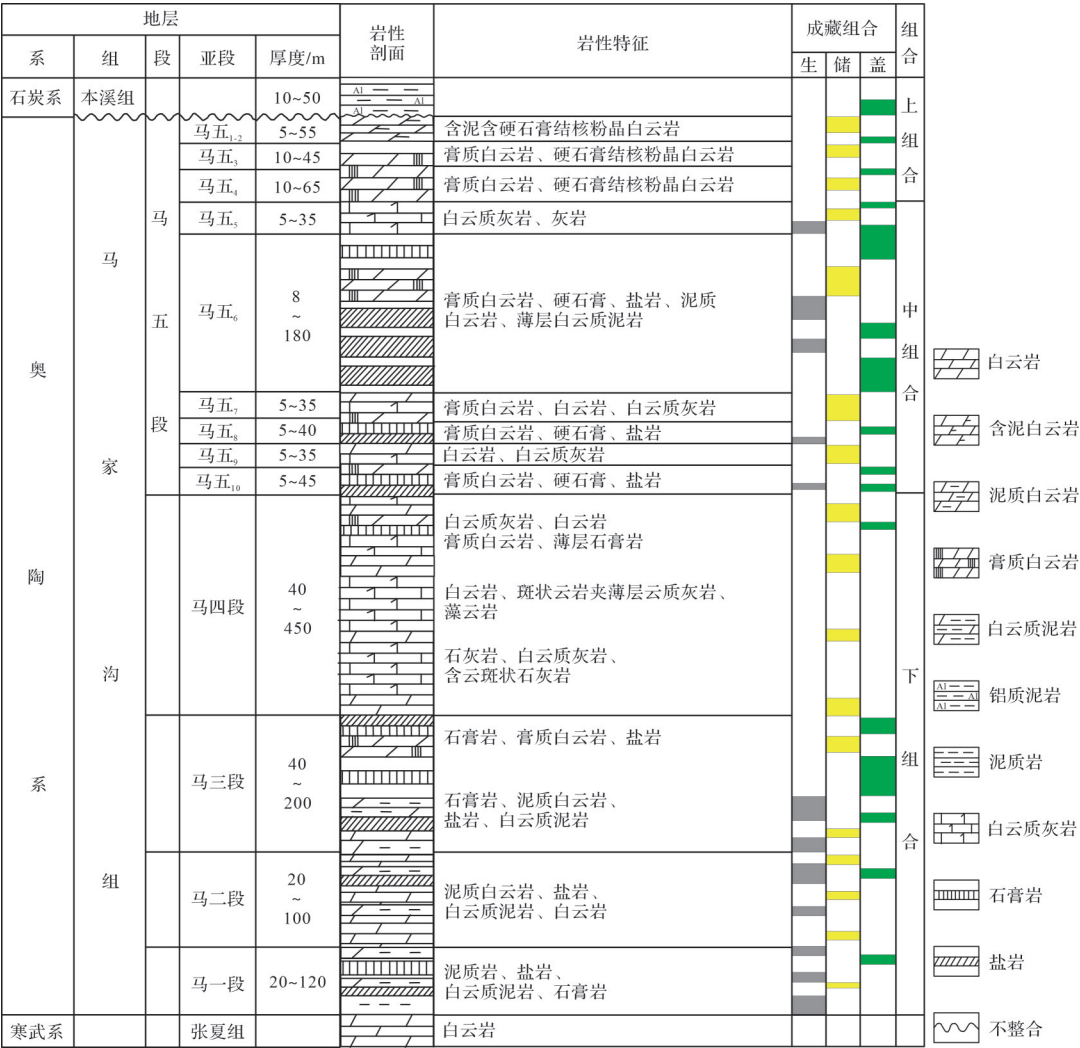 地层
岩性
剖面
岩性特征
成藏组合
组
合
系
组
段
亚段
厚度/m
生
储
盖
石炭系
本溪组
10~50
Al
Al
Al
上
组
合
马五1-2
5~55
含泥含硬石膏结核粉晶白云岩
马五3
10~45
膏质白云岩、硬石膏结核粉晶白云岩
马五4
10~65
膏质白云岩、硬石膏结核粉晶白云岩
马五5
5~35
白云质灰岩、灰岩
马五6
8
~
180
膏质白云岩、硬石膏、盐岩、泥质
白云岩、薄层白云质泥岩
马五7
5~35
膏质白云岩、白云岩、白云质灰岩
马五8
5~40
膏质白云岩、硬石膏、盐岩
马五9
5~35
白云岩、白云质灰岩
马五10
5~45
膏质白云岩、硬石膏、盐岩
马
五
段
中
组
合
奥
陶
系
马
家
沟
组
马四段
40
~
450
白云质灰岩、白云岩
膏质白云岩、薄层石膏岩
白云岩、斑状云岩夹薄层云质灰岩、
藻云岩
石灰岩、白云质灰岩、
含云斑状石灰岩
马三段
40
~
200
石膏岩、膏质白云岩、盐岩
石膏岩、泥质白云岩、
盐岩、白云质泥岩
马二段
20
~
100
泥质白云岩、盐岩、
白云质泥岩、白云岩
马一段
20~120
泥质岩、盐岩、
白云质泥岩、石膏岩
下
组
合
寒武系
张夏组
白云岩
白云岩
含泥白云岩
泥质白云岩
膏质白云岩
白云质泥岩
Al
Al
Al
铝质泥岩
泥质岩
白云质灰岩
石膏岩
盐岩
不整合